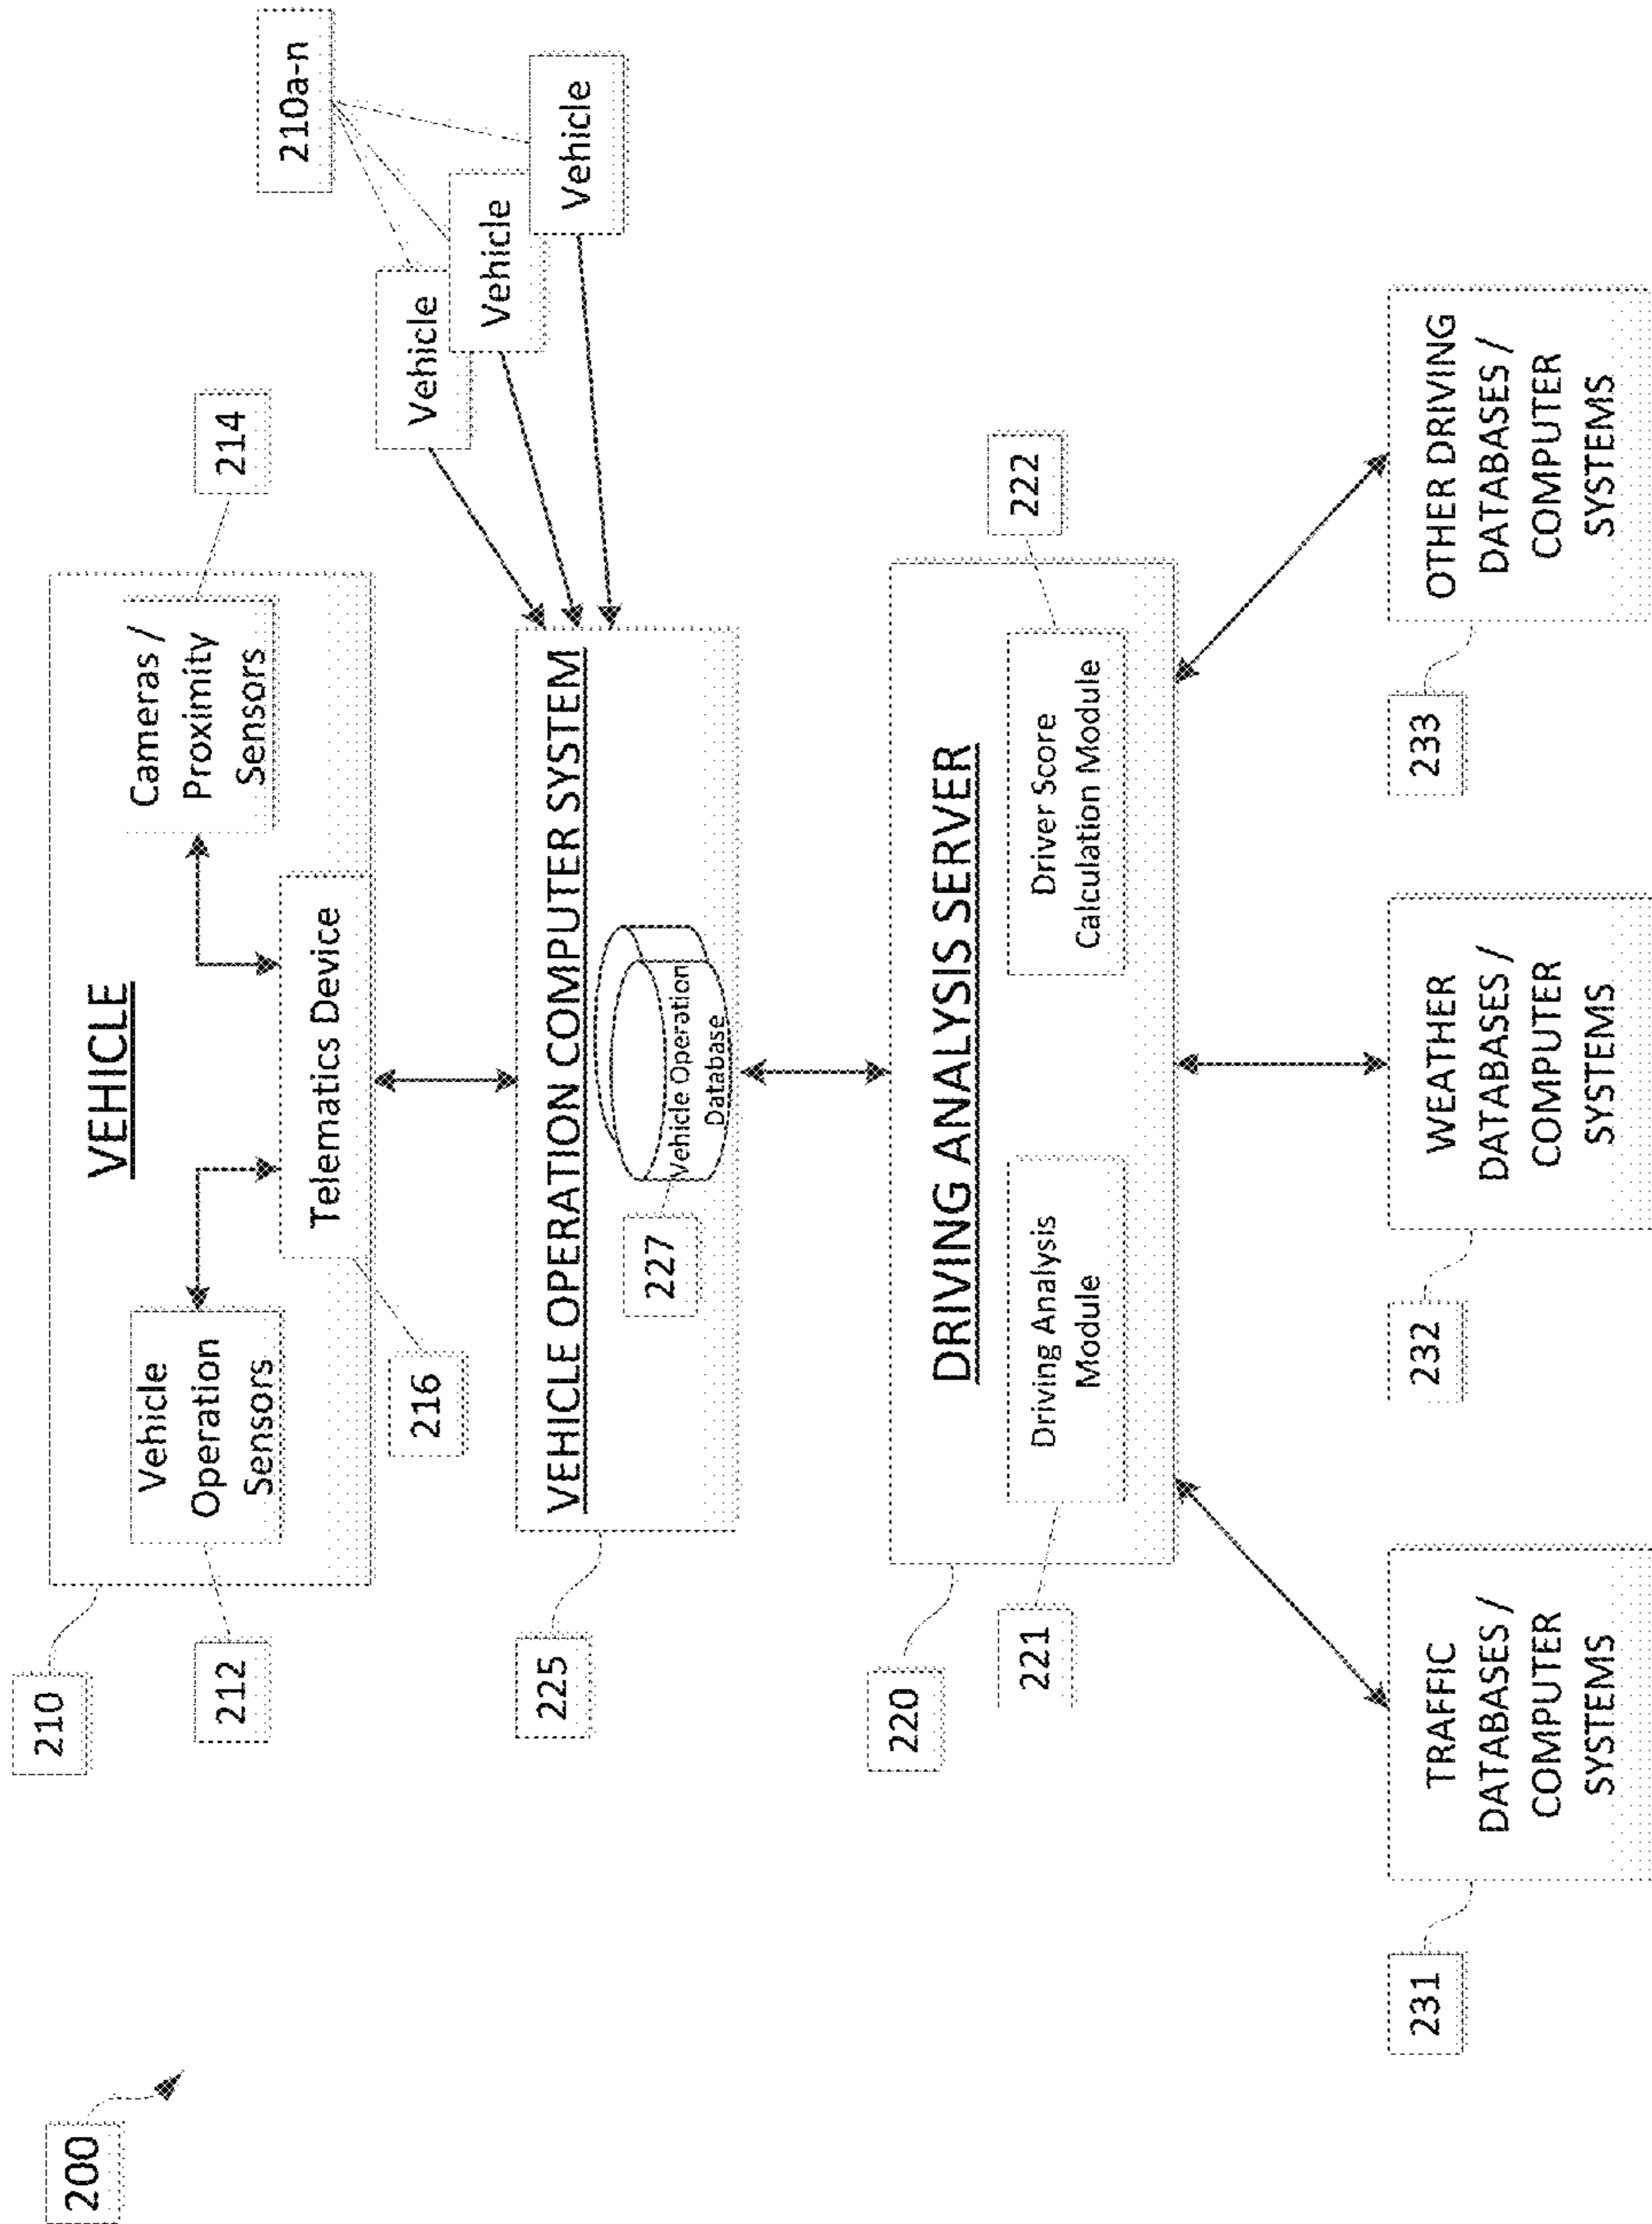 200
210
VEHICLE
212
Vehicle
Operation
Sensors
Cameras /
Proximity
Sensors
214
Telematics Device
216
210a-n
Vehicle
Vehicle
Vehicle
225
VEHICLE OPERATION COMPUTER SYSTEM
227
Vehicle Operation
Database
220
DRIVING ANALYSIS SERVER
221
Driving Analysis
Module
Driver Score
Calculation Module
222
231
TRAFFIC
DATABASES /
COMPUTER
SYSTEMS
232
WEATHER
DATABASES /
COMPUTER
SYSTEMS
233
OTHER DRIVING
DATABASES /
COMPUTER
SYSTEMS